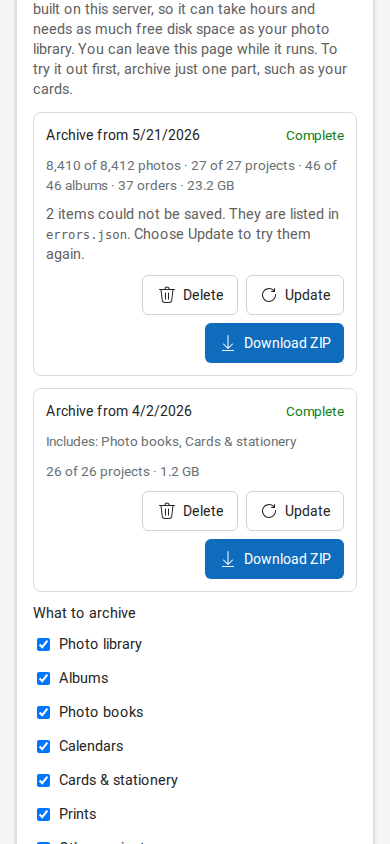 built on this server, so it can take hours and
needs as much free disk space as your photo
library. You can leave this page while it runs. To
try it out first, archive just one part, such as your
cards.
Archive from 5/21/2026 Complete
8,410 of 8,412 photos · 27 of 27 projects · 46 of
46 albums · 37 orders · 23.2 GB
2 items could not be saved. They are listed in
errors.json. Choose Update to try them
again.
Delete Update
Download ZIP
Archive from 4/2/2026 Complete
Includes: Photo books, Cards & stationery
26 of 26 projects · 1.2 GB
Delete Update
Download ZIP
What to archive
Photo library
Albums
Photo books
Calendars
Cards & stationery
Prints